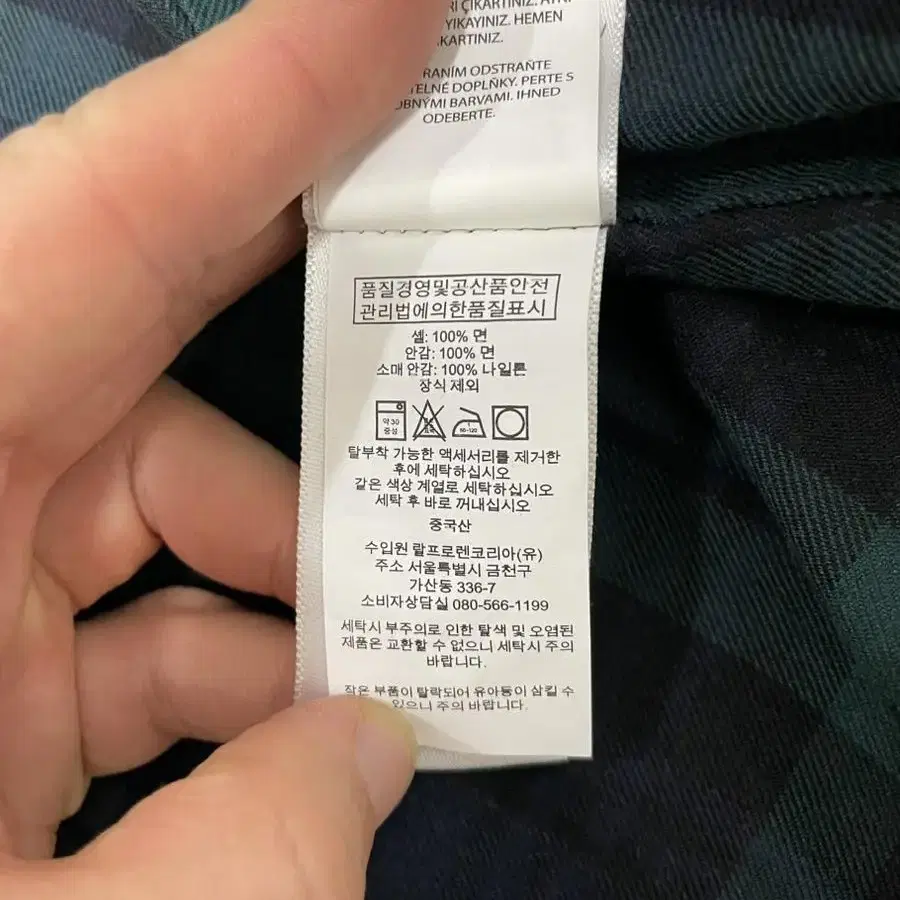 ÇIKARTINIZ.
YIKAYINIZ. HEMEN
RANÍM ODSTRAŇTE
DOPLŇKY. PERTE S
BARVAMI. IHNED
ODEBERTE.
품질경영및공산품안전
관리법에의한품질표시
셸: 100% 면
안감: 100% 면
소매 안감: 100% 나일론
장식 제외
약30
중성
탈부착 가능한 액세서리를 제거한
후에 세탁하십시오
같은 색상 계열로 세탁하십시오
세탁 후 바로 꺼내십시오
중국산
수입원 랄프로렌코리아(유)
주소 서울특별시 금천구
가산동 336-7
소비자상담실 080-566-1199
세탁시 부주의로 인한 탈색 및 오염된
제품은 교환할 수 없으니 세탁시 주의
바랍니다.
작은 부품이 탈락되어 유아등이 삼킬 수
있으니 주의 바랍니다.